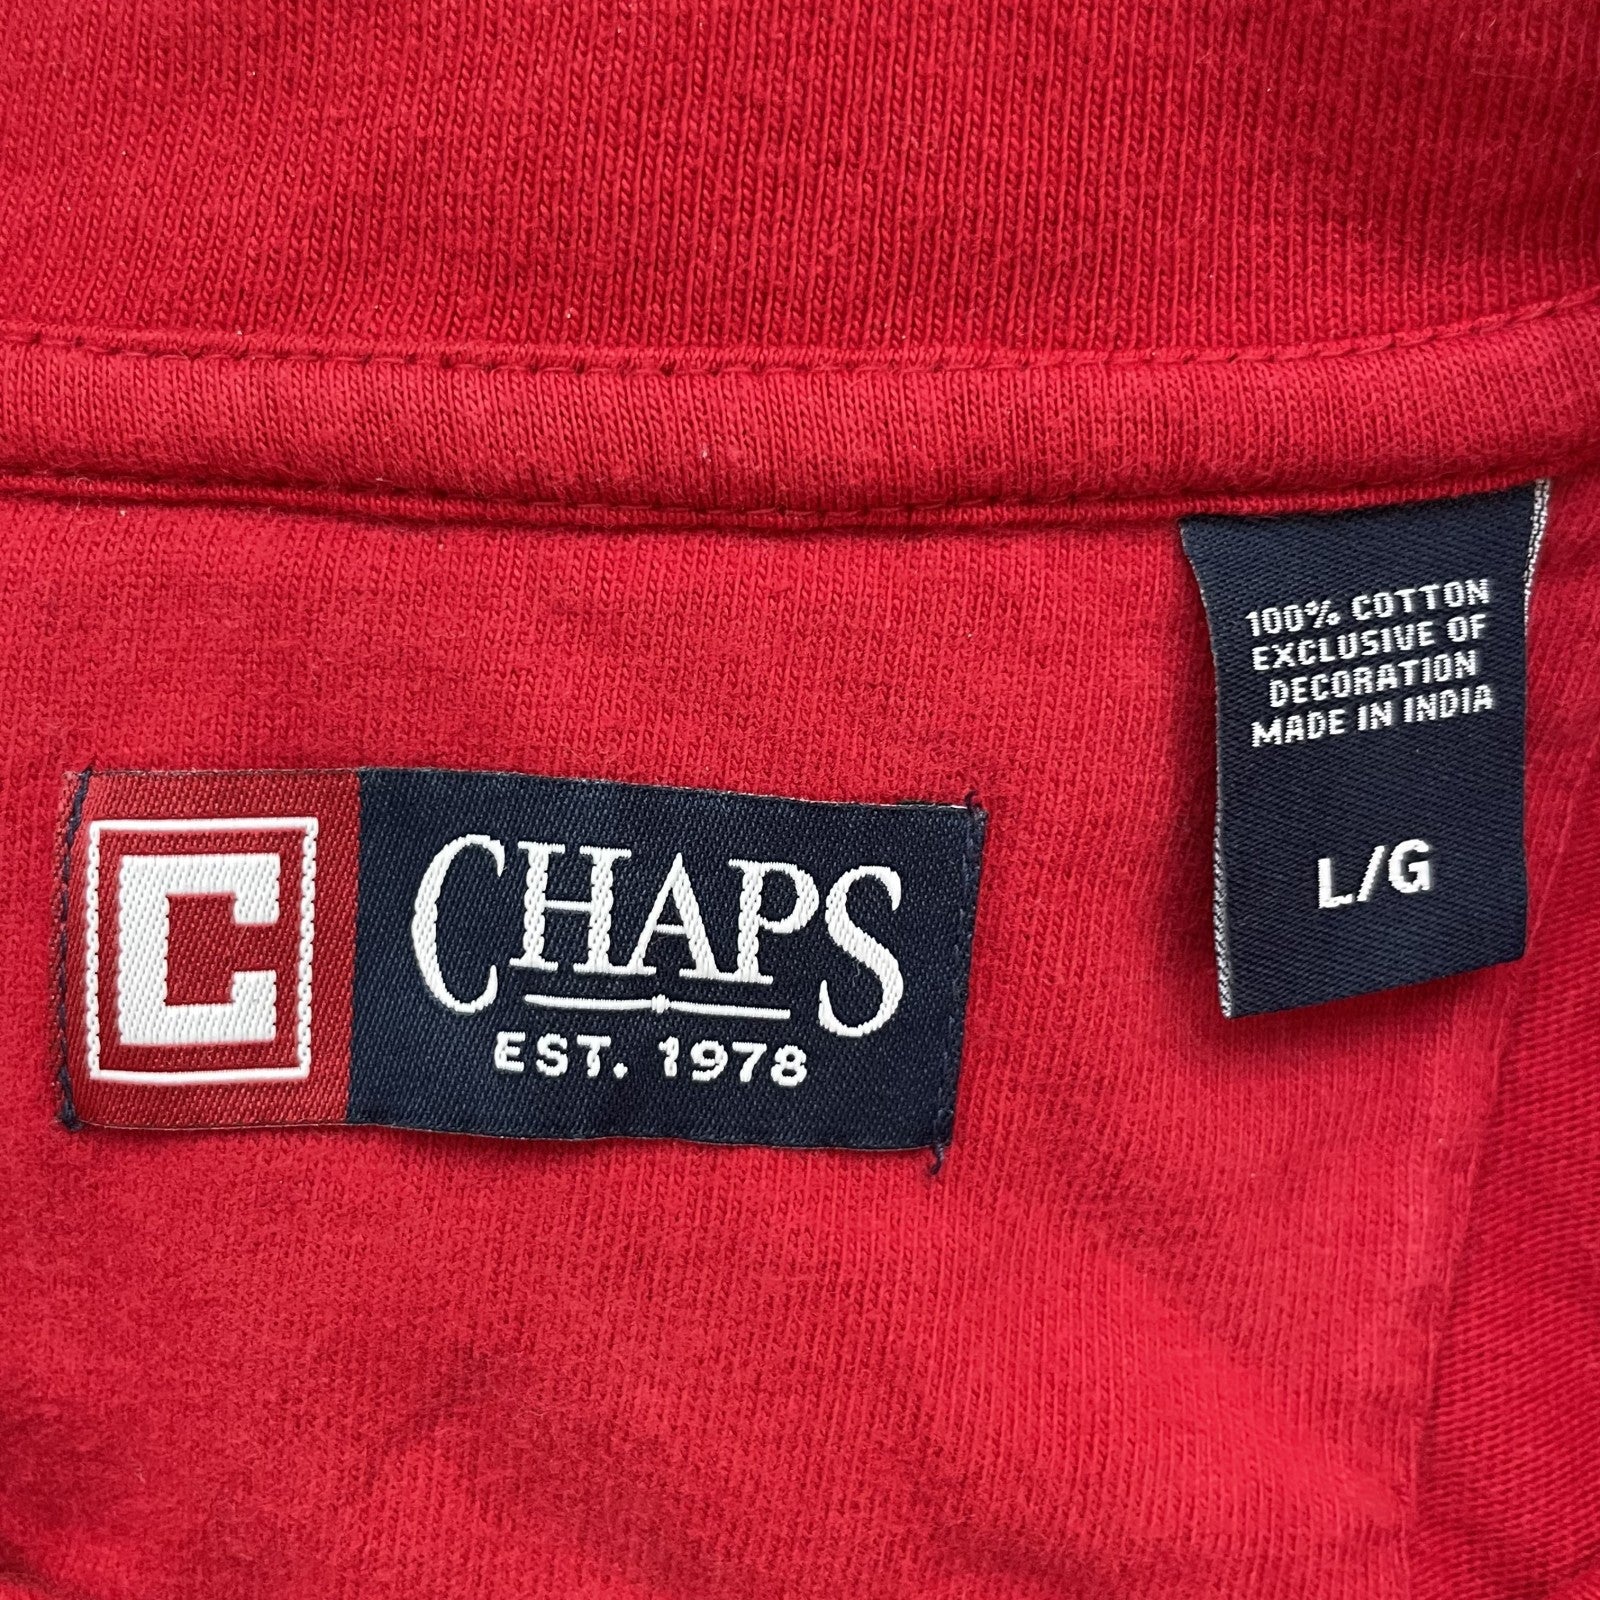 C
CHAPS
EST. 1978
100% COTTON
EXCLUSIVE OF
DECORATION
MADE IN INDIA
L/G